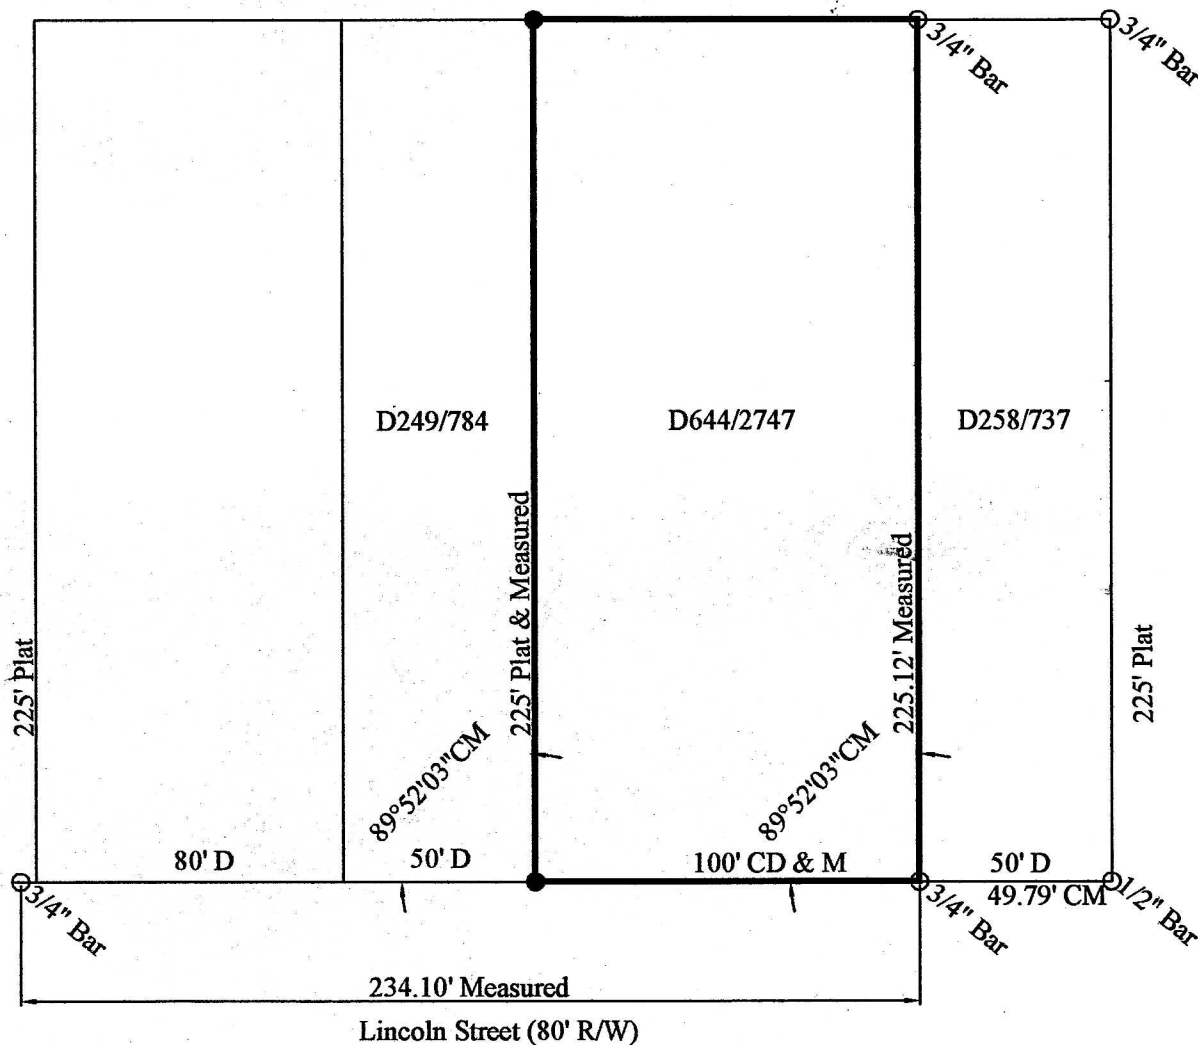 3/4" Bar
3/4" Bar
D249/784
D644/2747
D258/737
225' Plat
225' Plat & Measured
225.12' Measured
225' Plat
89°52'03"CM
89°52'03"CM
80' D
50' D
100' CD & M
50' D
49.79' CM
3/4" Bar
3/4" Bar
1/2" Bar
234.10' Measured
Lincoln Street (80' R/W)